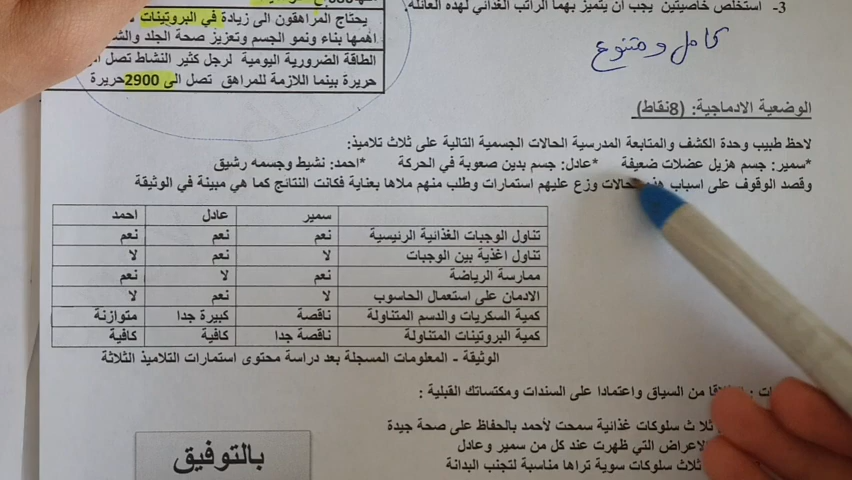 3- استخلص خاصيتين يجب ان يتميز بهما الراتب الغذائي لهذه العائلة
كامل ومتنوع
يحتاج المراهقون الى زيادة في البروتينات
اهمها بناء ونمو الجسم وتعزيز صحة الجلد
الطاقة الضرورية اليومية لرجل كثير النشاط تصل
حريرة بينما اللازمة للمراهق تصل الى 2900حريرة
الوضعية الادماجية: (8نقاط)
لاحظ طبيب وحدة الكشف والمتابعة المدرسية الحالات الجسمية التالية على ثلاث تلاميذ:
*سمير: جسم هزيل عضلات ضعيفة *عادل: جسم بدين صعوبة في الحركة *احمد: نشيط وجسمه رشيق
وقصد الوقوف على اسباب الحالات وزع عليهم استمارات وطلب منهم ملاها بعناية فكانت النتائج كما هي مبينة في الوثيقة
سمير عادل احمد
تناول الوجبات الغذائية الرئيسية نعم نعم نعم
تناول اغذية بين الوجبات لا نعم لا
ممارسة الرياضة نعم لا نعم
الادمان على استعمال الحاسوب لا نعم لا
كمية السكريات والدسم المتناولة ناقصة كبيرة جدا متوازنة
كمية البروتينات المتناولة ناقصة جدا كافية كافية
الوثيقة - المعلومات المسجلة بعد دراسة محتوى استمارات التلاميذ الثلاثة
من السياق واعتمادا على السندات ومكتسباتك القبلية :
ثلاث سلوكات غذائية سمحت لأحمد بالحفاظ على صحة جيدة
الاعراض التي ظهرت عند كل من سمير وعادل
ثلاث سلوكات سوية تراها مناسبة لتجنب البدانة
بالتوفيق